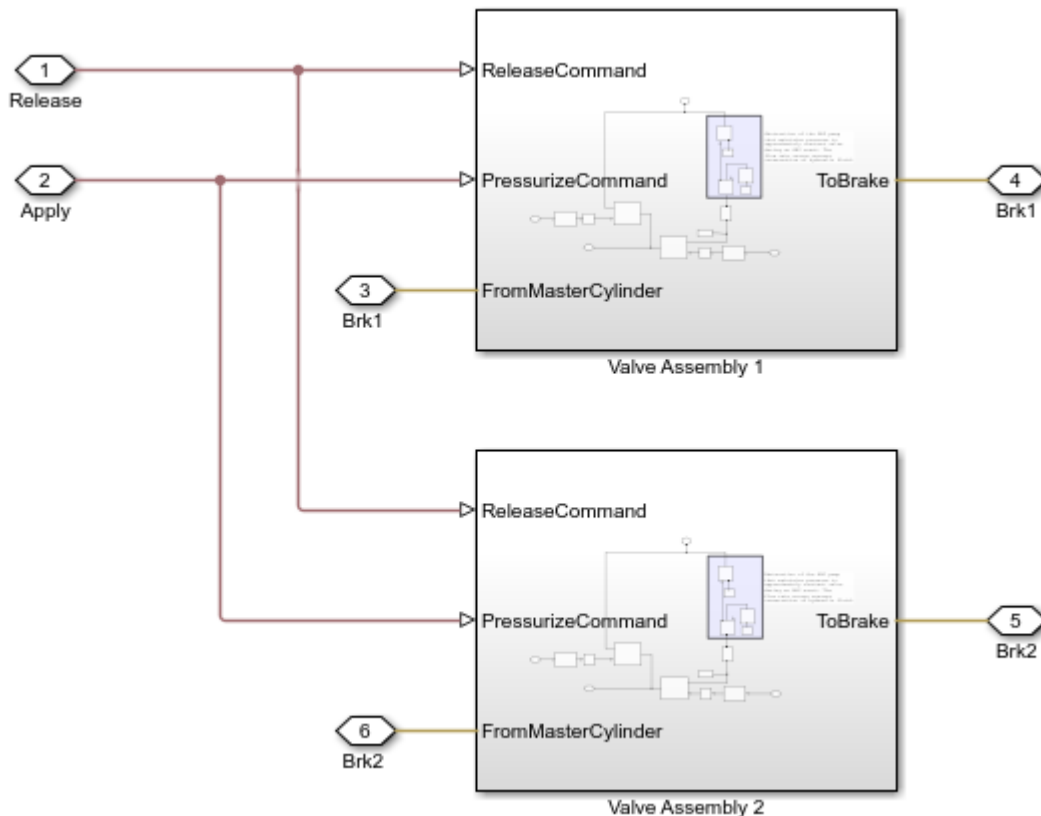 1
Release
ReleaseCommand
2
Apply
PressurizeCommand
ToBrake
4
Brk1
3
Brk1
FromMasterCylinder
Valve Assembly 1
ReleaseCommand
PressurizeCommand
ToBrake
5
Brk2
6
Brk2
FromMasterCylinder
Valve Assembly 2